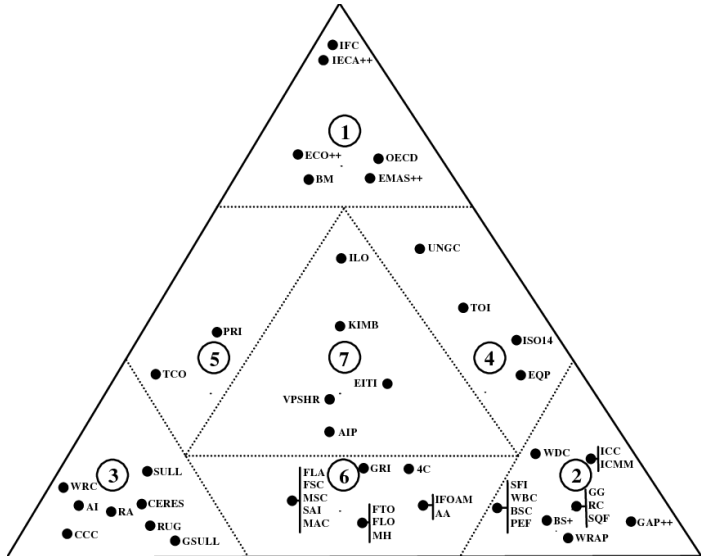 IFC
IECA++
1
ECO++
OECD
BM
EMAS++
UNGC
ILO
TOI
KIMB
PRI
ISO14
5
7
4
TCO
EITI
EQP
VPSHR
AIP
WDC
ICC
ICMM
3
SULL
6
GRI
4C
2
FLA
FSC
MSC
SAI
MAC
WRC
AI
RA
CERES
CCC
RUG
GSULL
FTO
FLO
MH
IFOAM
AA
SFI
WBC
BSC
PEF
GG
RC
SQF
BS+
GAP++
WRAP